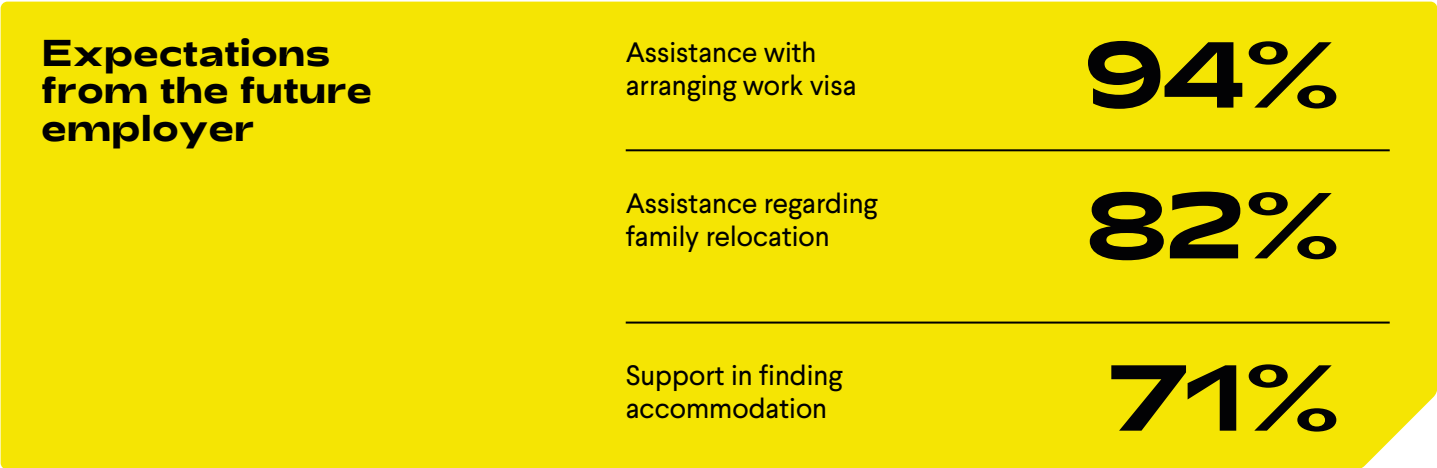 Expectations
from the future
employer
Assistance with
arranging work visa
94%
Assistance regarding
family relocation
82%
Support in finding
accommodation
71%